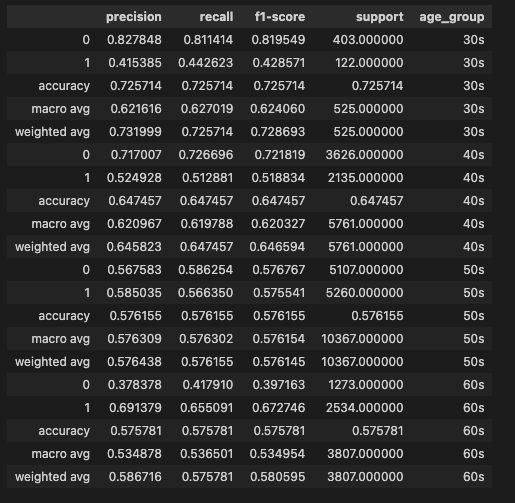 precision recall f1-score support age_group
0 0.827848 0.811414 0.819549 403.000000 30s
1 0.415385 0.442623 0.428571 122.000000 30s
accuracy 0.725714 0.725714 0.725714 0.725714 30s
macro avg 0.621616 0.627019 0.624060 525.000000 30s
weighted avg 0.731999 0.725714 0.728693 525.000000 30s
0 0.717007 0.726696 0.721819 3626.000000 40s
1 0.524928 0.512881 0.518834 2135.000000 40s
accuracy 0.647457 0.647457 0.647457 0.647457 40s
macro avg 0.620967 0.619788 0.620327 5761.000000 40s
weighted avg 0.645823 0.647457 0.646594 5761.000000 40s
0 0.567583 0.586254 0.576767 5107.000000 50s
1 0.585035 0.566350 0.575541 5260.000000 50s
accuracy 0.576155 0.576155 0.576155 0.576155 50s
macro avg 0.576309 0.576302 0.576154 10367.000000 50s
weighted avg 0.576438 0.576155 0.576145 10367.000000 50s
0 0.378378 0.417910 0.397163 1273.000000 60s
1 0.691379 0.655091 0.672746 2534.000000 60s
accuracy 0.575781 0.575781 0.575781 0.575781 60s
macro avg 0.534878 0.536501 0.534954 3807.000000 60s
weighted avg 0.586716 0.575781 0.580595 3807.000000 60s